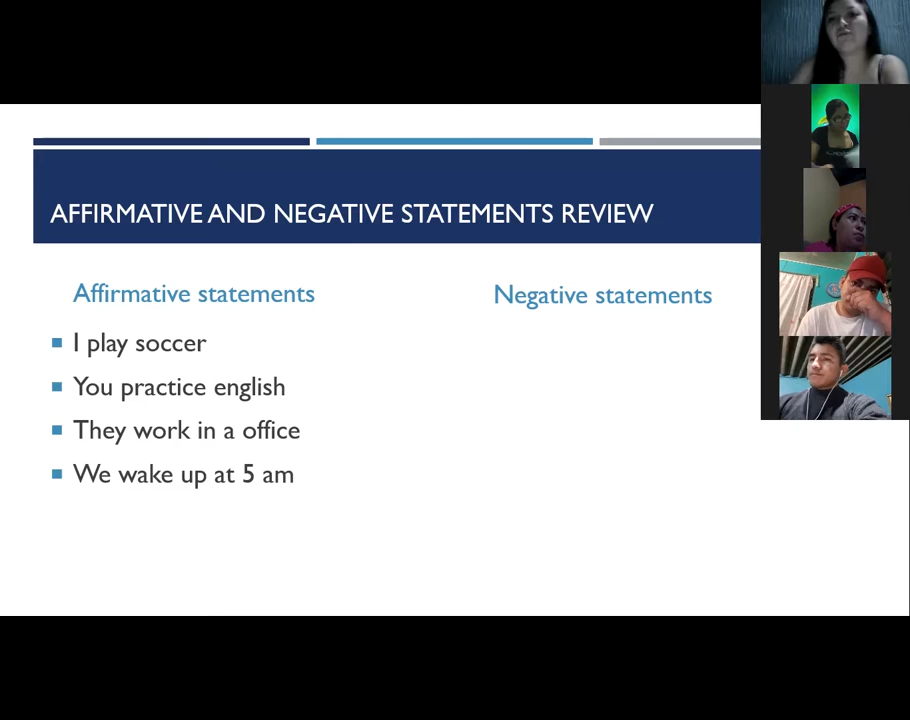 AFFIRMATIVE AND NEGATIVE STATEMENTS REVIEW
Affirmative statements
I play soccer
You practice english
They work in a office
We wake up at 5 am
Negative statements